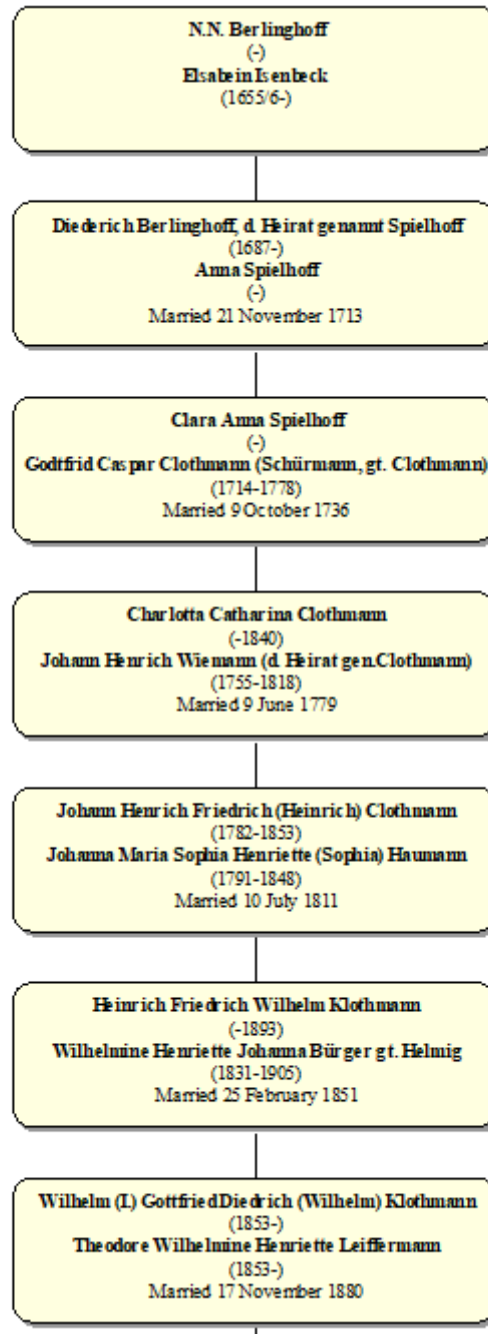 N.N. Berlinghoff
(-)
Elsabein Isenbeck
(1655/6-)
Diederich Berlinghoff, d. Heirat genannt Spielhoff
(1687-)
Anna Spielhoff
(-)
Married 21 November 1713
Clara Anna Spielhoff
(-)
Godtfrid Caspar Clothmann (Schürmann, gt. Clothmann)
(1714-1778)
Married 9 October 1736
Charlotta Catharina Clothmann
(-1840)
Johann Henrich Wiemann (d. Heirat gen.Clothmann)
(1755-1818)
Married 9 June 1779
Johann Henrich Friedrich (Heinrich) Clothmann
(1782-1853)
Johanna Maria Sophia Henriette (Sophia) Haumann
(1791-1848)
Married 10 July 1811
Heinrich Friedrich Wilhelm Klothmann
(-1893)
Wilhelmine Henriette Johanna Bürger gt. Helmig
(1831-1905)
Married 25 February 1851
Wilhelm (I.) Gottfried Diedrich (Wilhelm) Klothmann
(1853-)
Theodore Wilhelmine Henriette Leiffermann
(1853-)
Married 17 November 1880